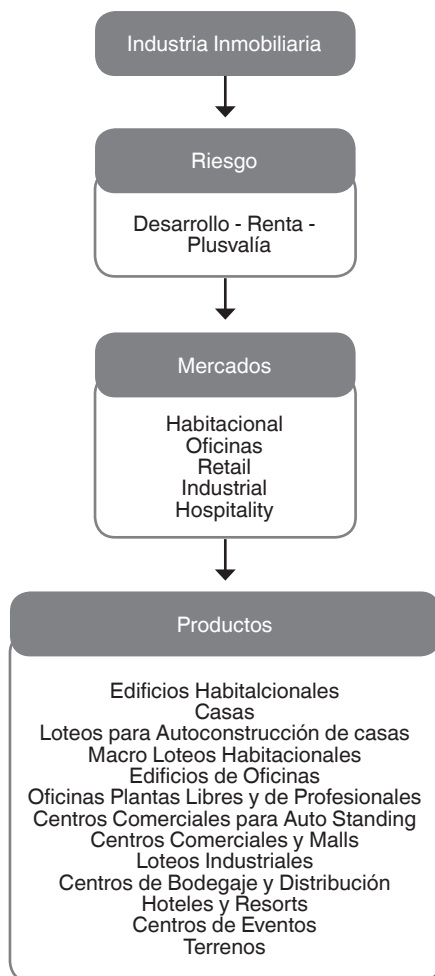 Industria Inmobiliaria
Riesgo
Desarrollo - Renta -
Plusvalía
Mercados
Habitacional
Oficinas
Retail
Industrial
Hospitality
Productos
Edificios Habitalcionales
Casas
Loteos para Autoconstrucción de casas
Macro Loteos Habitacionales
Edificios de Oficinas
Oficinas Plantas Libres y de Profesionales
Centros Comerciales para Auto Standing
Centros Comerciales y Malls
Loteos Industriales
Centros de Bodegaje y Distribución
Hoteles y Resorts
Centros de Eventos
Terrenos